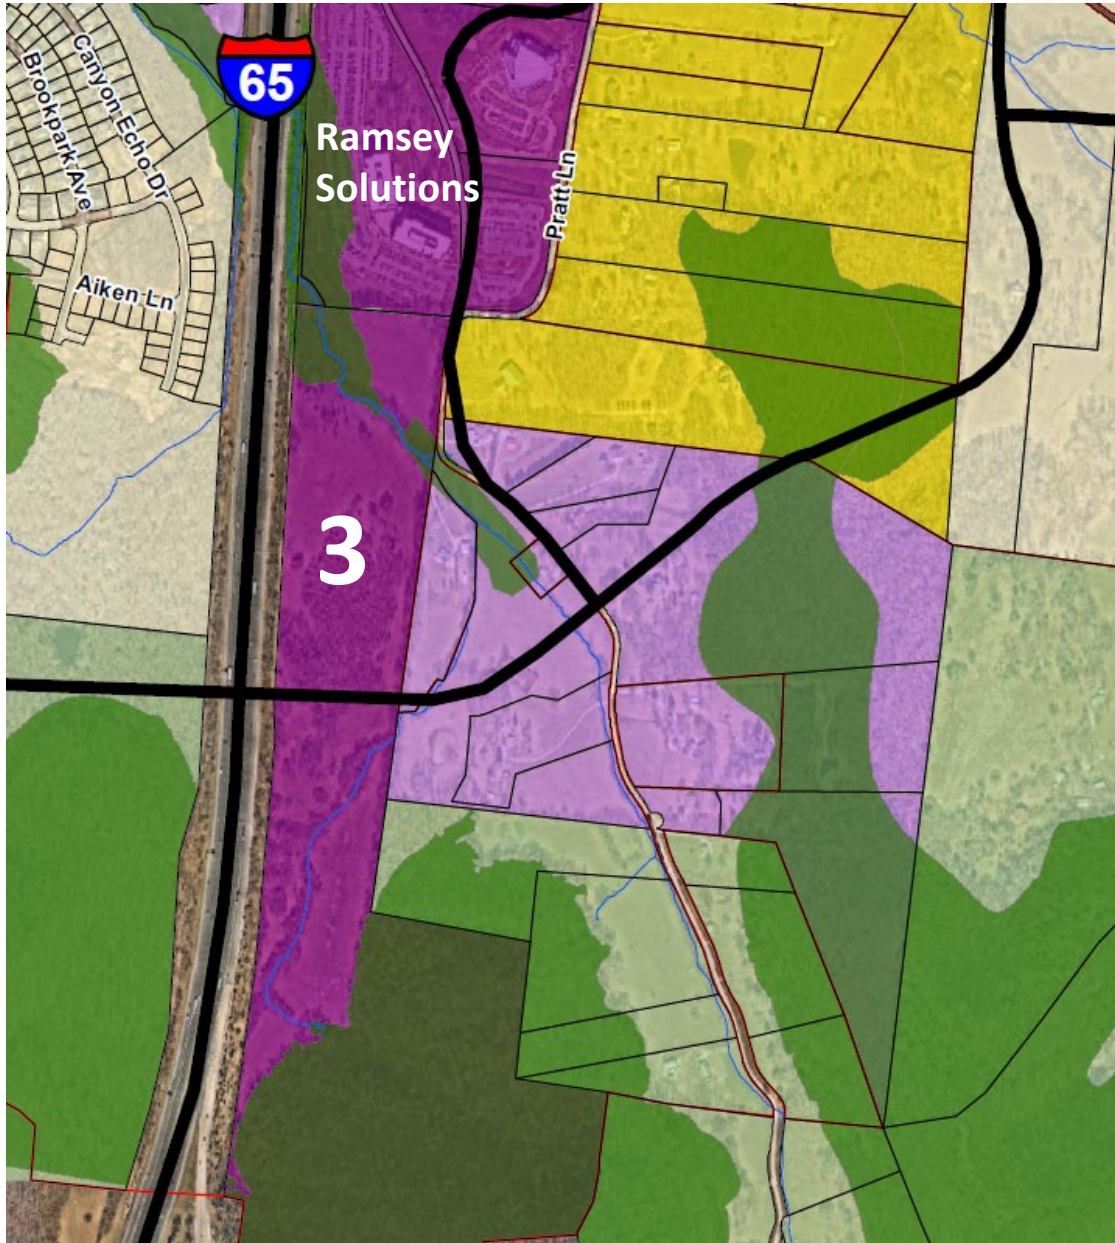 Canyon Echo Dr
Brookpark Ave
65
Ramsey
Solutions
Pratt Ln
Aiken Ln
3